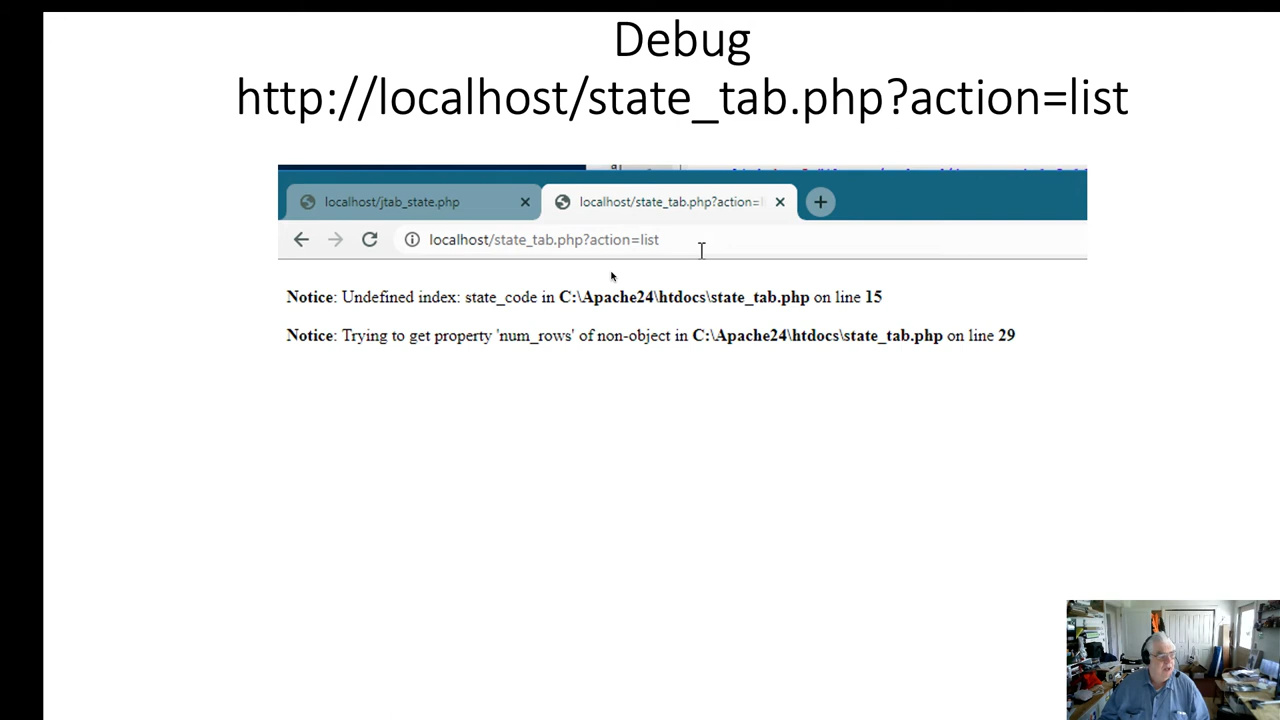 Debug
http://localhost/state_tab.php?action=list
localhost/jtab_state.php
localhost/state_tab.php?action=
localhost/state_tab.php?action=list
Notice: Undefined index: state_code in C:\Apache24\htdocs\state_tab.php on line 15
Notice: Trying to get property 'num_rows' of non-object in C:\Apache24\htdocs\state_tab.php on line 29